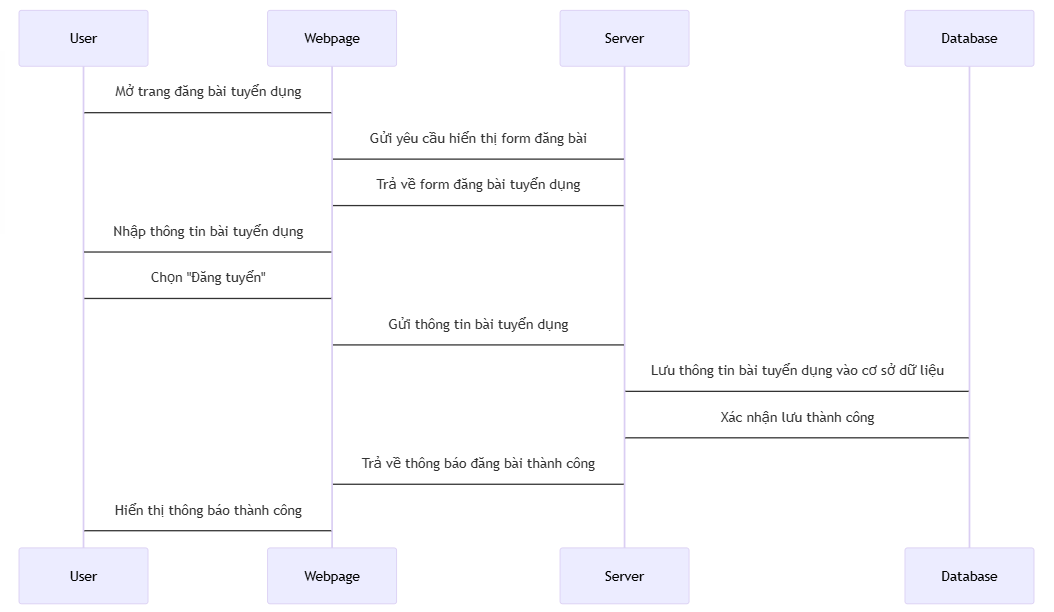 User
Webpage
Server
Database
Mở trang đăng bài tuyển dụng
Gửi yêu cầu hiển thị form đăng bài
Trả về form đăng bài tuyển dụng
Nhập thông tin bài tuyển dụng
Chọn "Đăng tuyển"
Gửi thông tin bài tuyển dụng
Lưu thông tin bài tuyển dụng vào cơ sở dữ liệu
Xác nhận lưu thành công
Trả về thông báo đăng bài thành công
Hiển thị thông báo thành công
User
Webpage
Server
Database